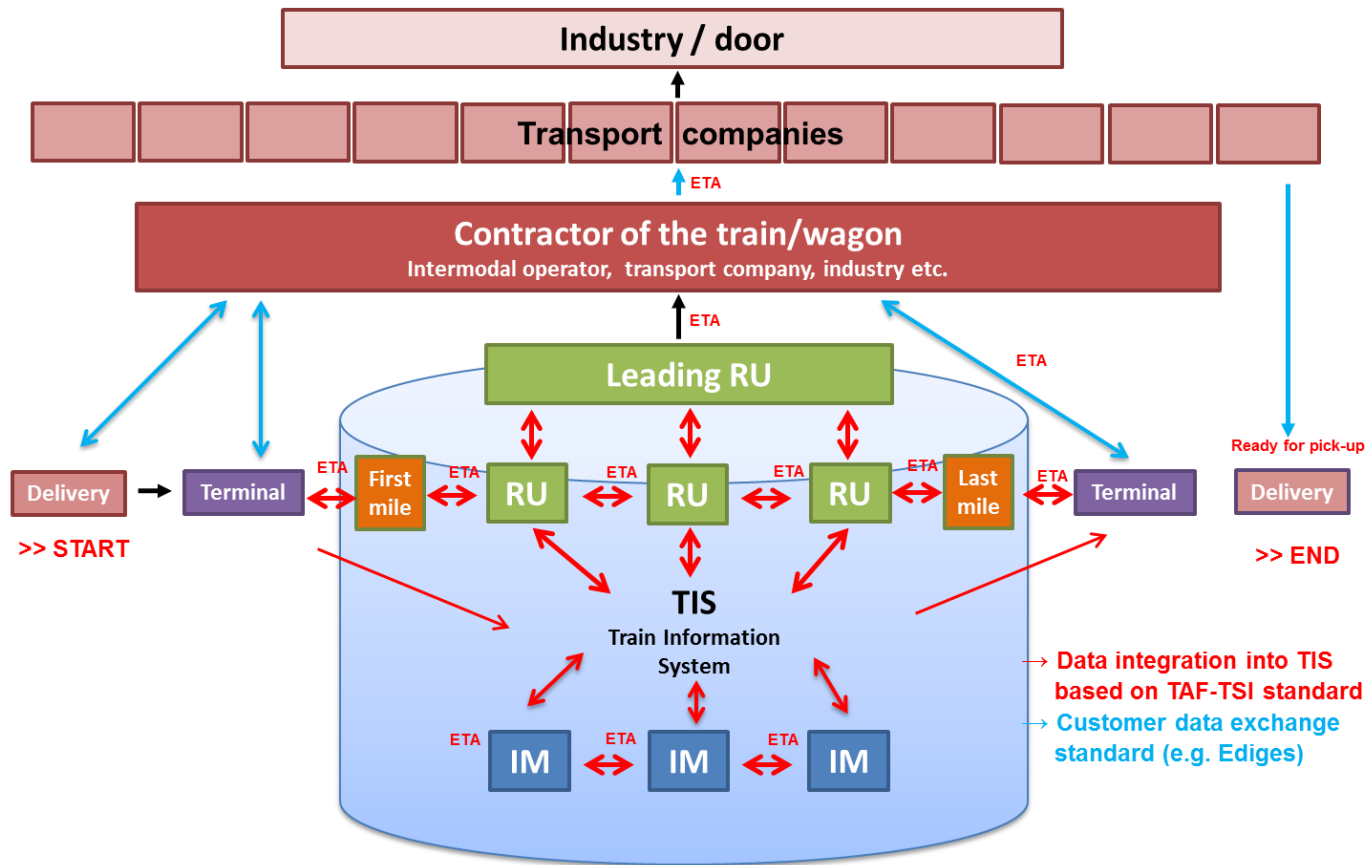 Industry / door
Transport companies
ETA
Contractor of the train/wagon
Intermodal operator, transport company, industry etc.
ETA
ETA
Leading RU
Ready for pick-up
Delivery
Terminal
ETA
First
mile
ETA
RU
ETA
RU
ETA
RU
ETA
Last
mile
ETA
Terminal
Delivery
>> START
>> END
TIS
Train Information
System
→ Data integration into TIS
based on TAF-TSI standard
→ Customer data exchange
standard (e.g. Ediges)
ETA
IM
ETA
IM
ETA
IM